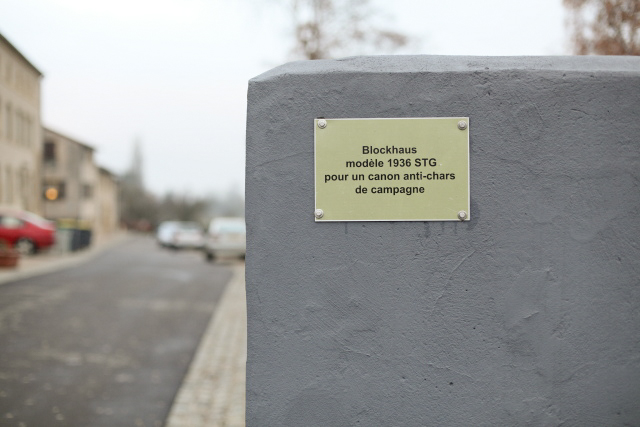 Blockhaus
modèle 1936 STG
pour un canon anti-chars
de campagne